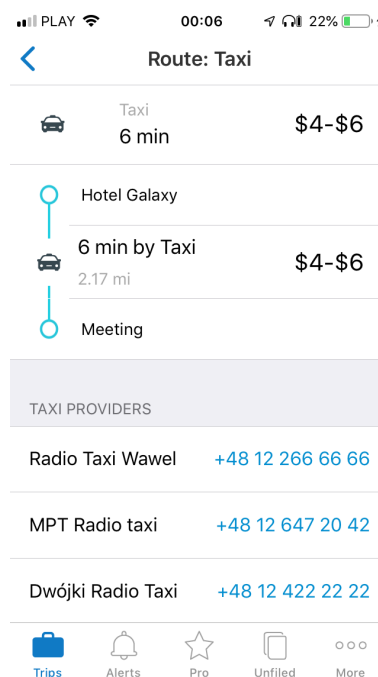 PLAY 00:06 22%
Route: Taxi
Taxi
6 min $4-$6
Hotel Galaxy
6 min by Taxi $4-$6
2.17 mi
Meeting
TAXI PROVIDERS
Radio Taxi Wawel +48 12 266 66 66
MPT Radio taxi +48 12 647 20 42
Dwójki Radio Taxi +48 12 422 22 22
Trips Alerts Pro Unfiled More